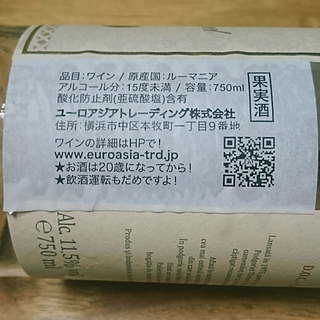 品目:ワイン / 原産国:ルーマニア
アルコール分:15度未満 / 容量:750ml
酸化防止剤(亜硫酸塩)含有
ユーロアジアトレーディング株式会社
住所:横浜市中区本牧町一丁目9番地
ワインの詳細はHPで!
www.euroasia-trd.jp
★お酒は20歳になってから!
★飲酒運転もだめですよ!
果実酒
Alc. 11,5% vol
℮750 ml